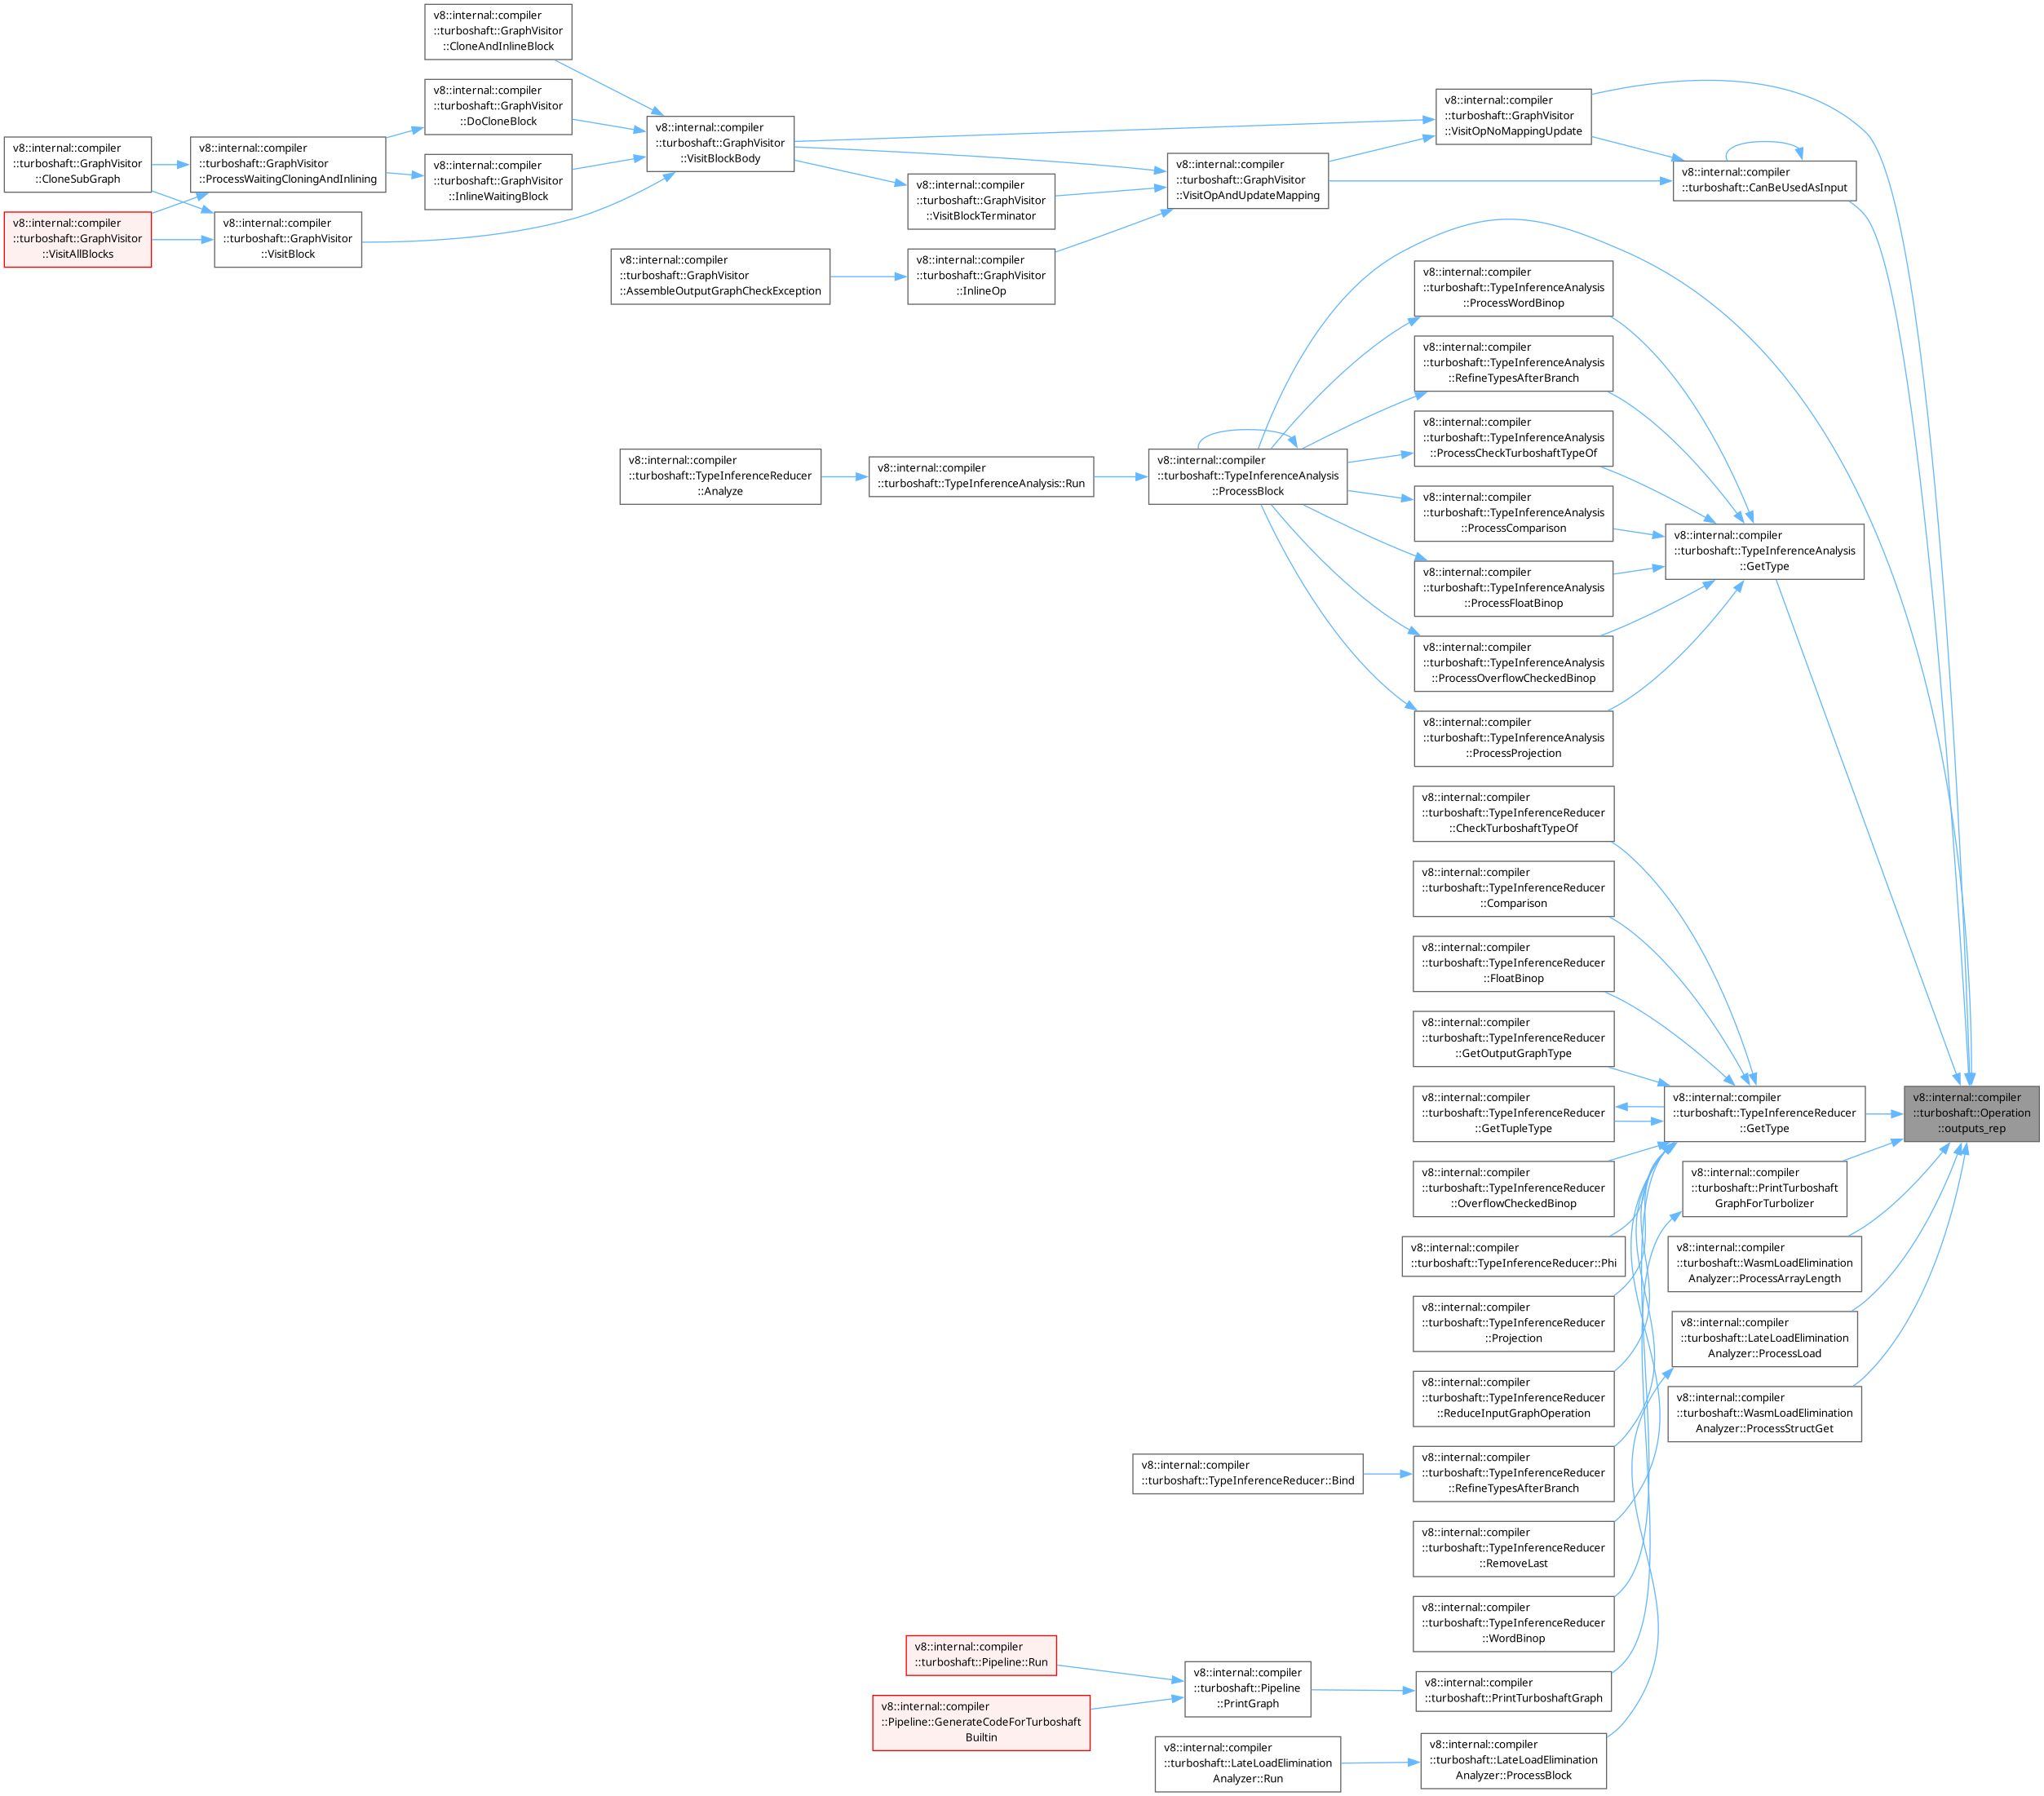 v8::internal::compiler
::turboshaft::GraphVisitor
::CloneAndInlineBlock
v8::internal::compiler
::turboshaft::GraphVisitor
::DoCloneBlock
v8::internal::compiler
::turboshaft::GraphVisitor
::VisitOpNoMappingUpdate
v8::internal::compiler
::turboshaft::GraphVisitor
::VisitBlockBody
v8::internal::compiler
::turboshaft::GraphVisitor
::CloneSubGraph
v8::internal::compiler
::turboshaft::GraphVisitor
::ProcessWaitingCloningAndInlining
v8::internal::compiler
::turboshaft::GraphVisitor
::InlineWaitingBlock
v8::internal::compiler
::turboshaft::GraphVisitor
::VisitOpAndUpdateMapping
v8::internal::compiler
::turboshaft::CanBeUsedAsInput
v8::internal::compiler
::turboshaft::GraphVisitor
::VisitBlockTerminator
v8::internal::compiler
::turboshaft::GraphVisitor
::VisitAllBlocks
v8::internal::compiler
::turboshaft::GraphVisitor
::VisitBlock
v8::internal::compiler
::turboshaft::GraphVisitor
::AssembleOutputGraphCheckException
v8::internal::compiler
::turboshaft::GraphVisitor
::InlineOp
v8::internal::compiler
::turboshaft::TypeInferenceAnalysis
::ProcessWordBinop
v8::internal::compiler
::turboshaft::TypeInferenceAnalysis
::RefineTypesAfterBranch
v8::internal::compiler
::turboshaft::TypeInferenceAnalysis
::ProcessCheckTurboshaftTypeOf
v8::internal::compiler
::turboshaft::TypeInferenceReducer
::Analyze
v8::internal::compiler
::turboshaft::TypeInferenceAnalysis::Run
v8::internal::compiler
::turboshaft::TypeInferenceAnalysis
::ProcessBlock
v8::internal::compiler
::turboshaft::TypeInferenceAnalysis
::ProcessComparison
v8::internal::compiler
::turboshaft::TypeInferenceAnalysis
::GetType
v8::internal::compiler
::turboshaft::TypeInferenceAnalysis
::ProcessFloatBinop
v8::internal::compiler
::turboshaft::TypeInferenceAnalysis
::ProcessOverflowCheckedBinop
v8::internal::compiler
::turboshaft::TypeInferenceAnalysis
::ProcessProjection
v8::internal::compiler
::turboshaft::TypeInferenceReducer
::CheckTurboshaftTypeOf
v8::internal::compiler
::turboshaft::TypeInferenceReducer
::Comparison
v8::internal::compiler
::turboshaft::TypeInferenceReducer
::FloatBinop
v8::internal::compiler
::turboshaft::TypeInferenceReducer
::GetOutputGraphType
v8::internal::compiler
::turboshaft::TypeInferenceReducer
::GetTupleType
v8::internal::compiler
::turboshaft::TypeInferenceReducer
::GetType
v8::internal::compiler
::turboshaft::Operation
::outputs_rep
v8::internal::compiler
::turboshaft::TypeInferenceReducer
::OverflowCheckedBinop
v8::internal::compiler
::turboshaft::PrintTurboshaft
GraphForTurbolizer
v8::internal::compiler
::turboshaft::TypeInferenceReducer::Phi
v8::internal::compiler
::turboshaft::WasmLoadElimination
Analyzer::ProcessArrayLength
v8::internal::compiler
::turboshaft::TypeInferenceReducer
::Projection
v8::internal::compiler
::turboshaft::LateLoadElimination
Analyzer::ProcessLoad
v8::internal::compiler
::turboshaft::TypeInferenceReducer
::ReduceInputGraphOperation
v8::internal::compiler
::turboshaft::WasmLoadElimination
Analyzer::ProcessStructGet
v8::internal::compiler
::turboshaft::TypeInferenceReducer::Bind
v8::internal::compiler
::turboshaft::TypeInferenceReducer
::RefineTypesAfterBranch
v8::internal::compiler
::turboshaft::TypeInferenceReducer
::RemoveLast
v8::internal::compiler
::turboshaft::TypeInferenceReducer
::WordBinop
v8::internal::compiler
::turboshaft::Pipeline::Run
v8::internal::compiler
::turboshaft::Pipeline
::PrintGraph
v8::internal::compiler
::turboshaft::PrintTurboshaftGraph
v8::internal::compiler
::Pipeline::GenerateCodeForTurboshaft
Builtin
v8::internal::compiler
::turboshaft::LateLoadElimination
Analyzer::Run
v8::internal::compiler
::turboshaft::LateLoadElimination
Analyzer::ProcessBlock